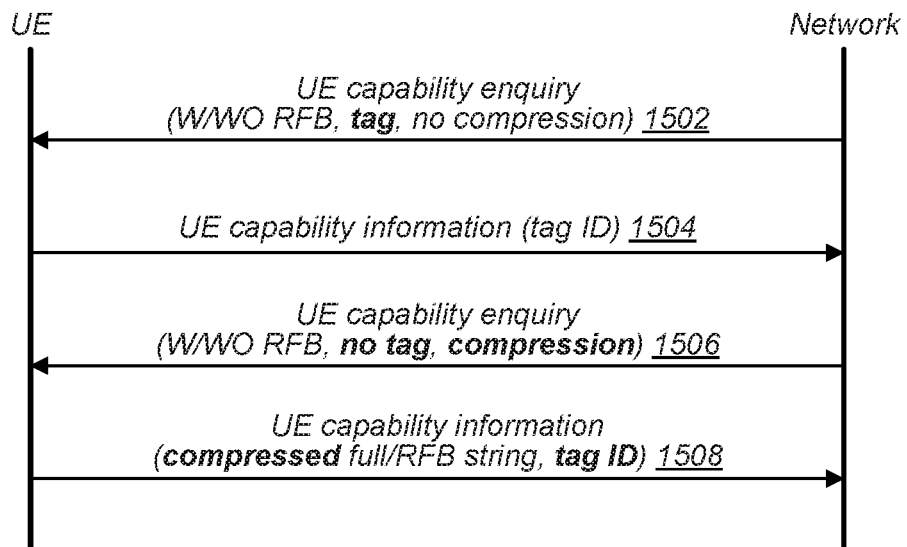 UE
Network
UE capability enquiry
(W/WO RFB, tag, no compression) 1502
UE capability information (tag ID) 1504
UE capability enquiry
(W/WO RFB, no tag, compression) 1506
UE capability information
(compressed full/RFB string, tag ID) 1508